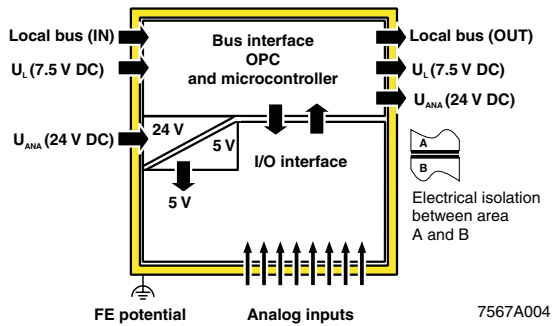 Local bus (IN)
U_L (7.5 V DC)
U_ANA (24 V DC)
Bus interface
OPC
and microcontroller
24 V
5 V
5 V
I/O interface
Local bus (OUT)
U_L (7.5 V DC)
U_ANA (24 V DC)
A
B
Electrical isolation
between area
A and B
FE potential
Analog inputs
7567A004